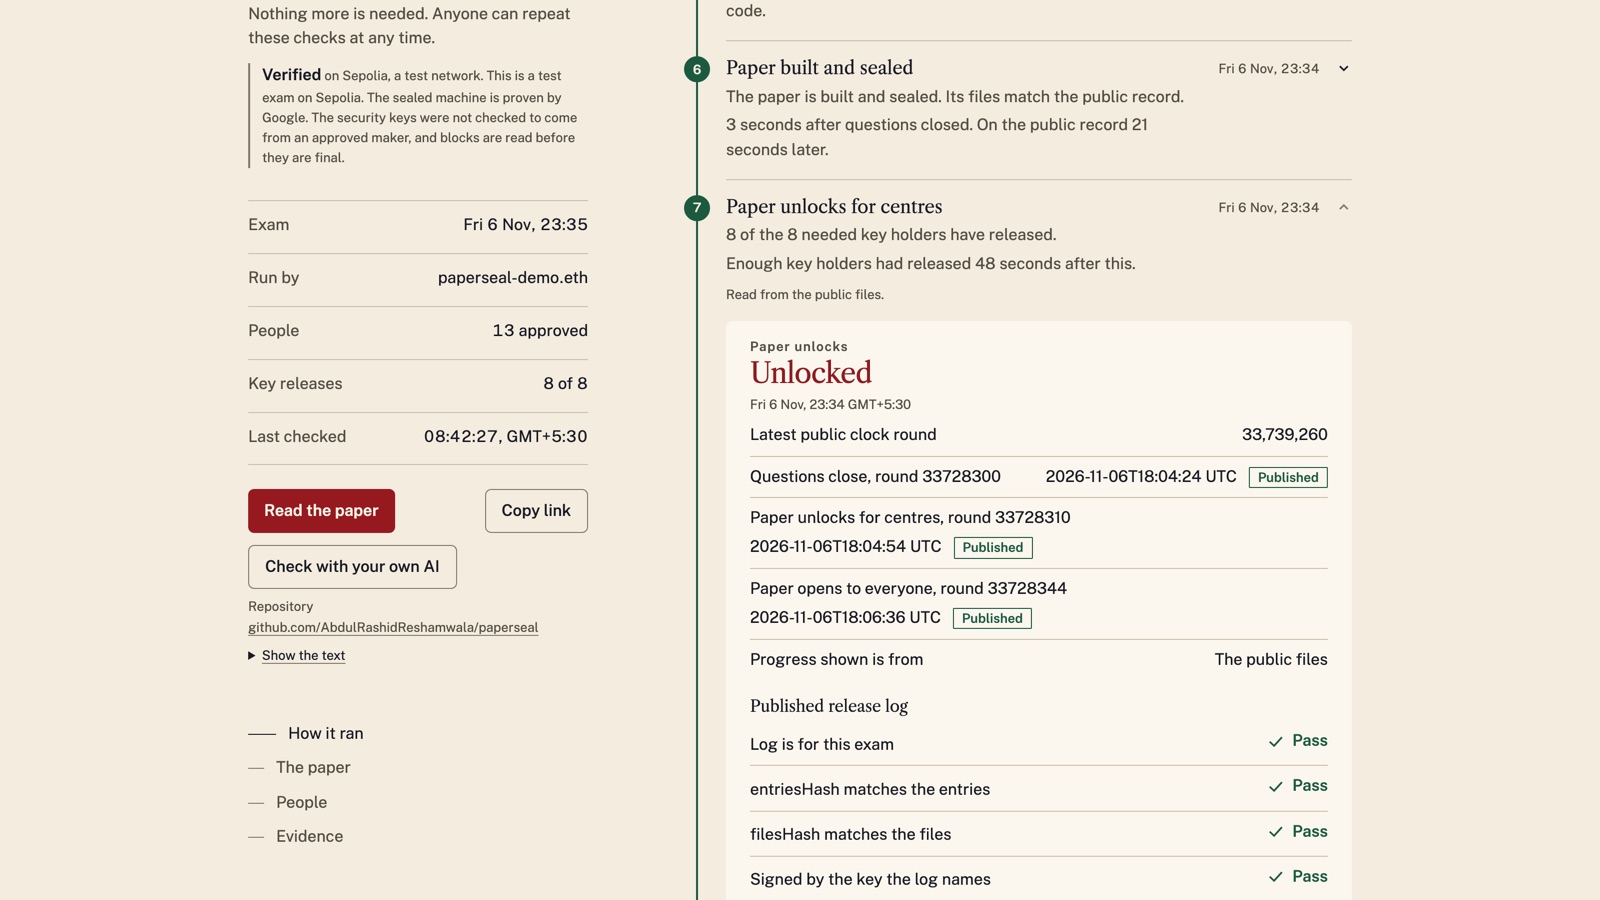 Nothing more is needed. Anyone can repeat
these checks at any time.
Verified on Sepolia, a test network. This is a test
exam on Sepolia. The sealed machine is proven by
Google. The security keys were not checked to come
from an approved maker, and blocks are read before
they are final.
Exam Fri 6 Nov, 23:35
Run by paperseal-demo.eth
People 13 approved
Key releases 8 of 8
Last checked 08:42:27, GMT+5:30
Read the paper
Copy link
Check with your own AI
Repository
github.com/AbdulRashidReshamwala/paperseal
Show the text
How it ran
The paper
People
Evidence
code.
6 Paper built and sealed Fri 6 Nov, 23:34
The paper is built and sealed. Its files match the public record.
3 seconds after questions closed. On the public record 21
seconds later.
7 Paper unlocks for centres Fri 6 Nov, 23:34
8 of the 8 needed key holders have released.
Enough key holders had released 48 seconds after this.
Read from the public files.
Paper unlocks
Unlocked
Fri 6 Nov, 23:34 GMT+5:30
Latest public clock round 33,739,260
Questions close, round 33728300 2026-11-06T18:04:24 UTC Published
Paper unlocks for centres, round 33728310
2026-11-06T18:04:54 UTC Published
Paper opens to everyone, round 33728344
2026-11-06T18:06:36 UTC Published
Progress shown is from The public files
Published release log
Log is for this exam Pass
entriesHash matches the entries Pass
filesHash matches the files Pass
Signed by the key the log names Pass